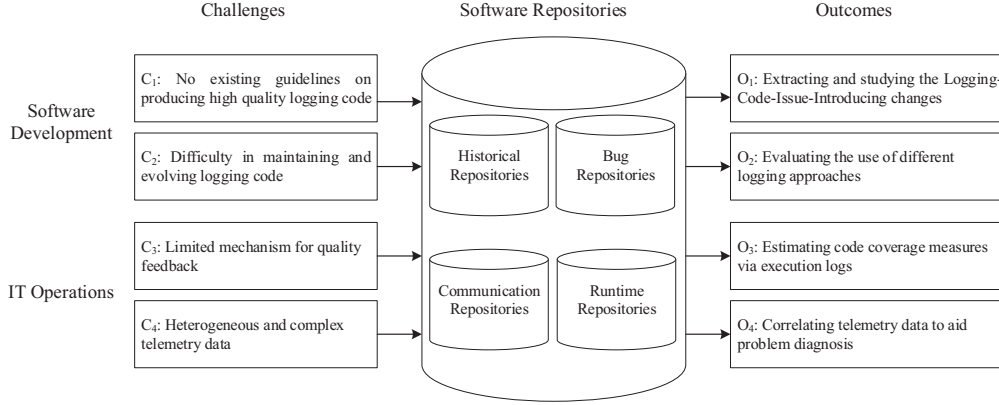 Challenges
Software Repositories
Outcomes
Software
Development
C₁: No existing guidelines on
producing high quality logging code
C₂: Difficulty in maintaining and
evolving logging code
Historical
Repositories
Bug
Repositories
O₁: Extracting and studying the Logging-
Code-Issue-Introducing changes
O₂: Evaluating the use of different
logging approaches
IT Operations
C₃: Limited mechanism for quality
feedback
C₄: Heterogeneous and complex
telemetry data
Communication
Repositories
Runtime
Repositories
O₃: Estimating code coverage measures
via execution logs
O₄: Correlating telemetry data to aid
problem diagnosis